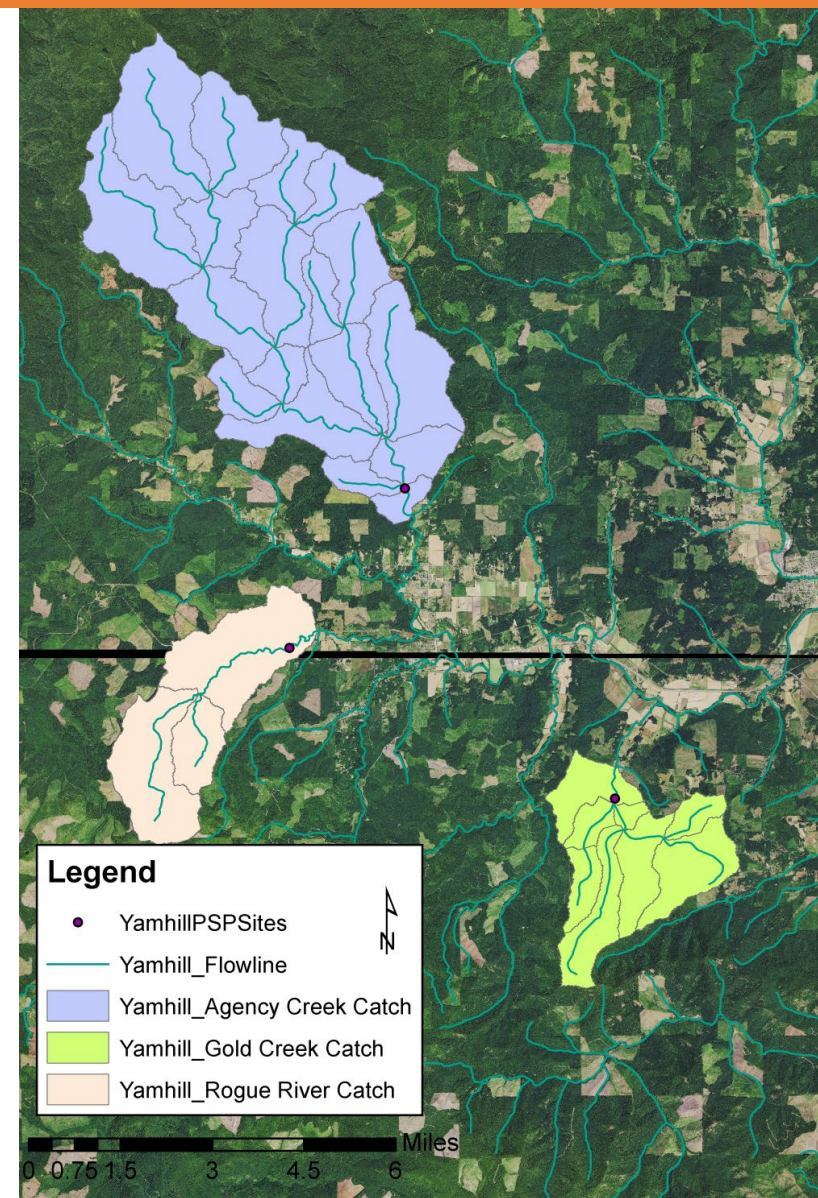 Legend
N
YamhillPSPSites
Yamhill_Flowline
Yamhill_Agency Creek Catch
Yamhill_Gold Creek Catch
Yamhill_Rogue River Catch
Miles
0 0.75 1.5 3 4.5 6